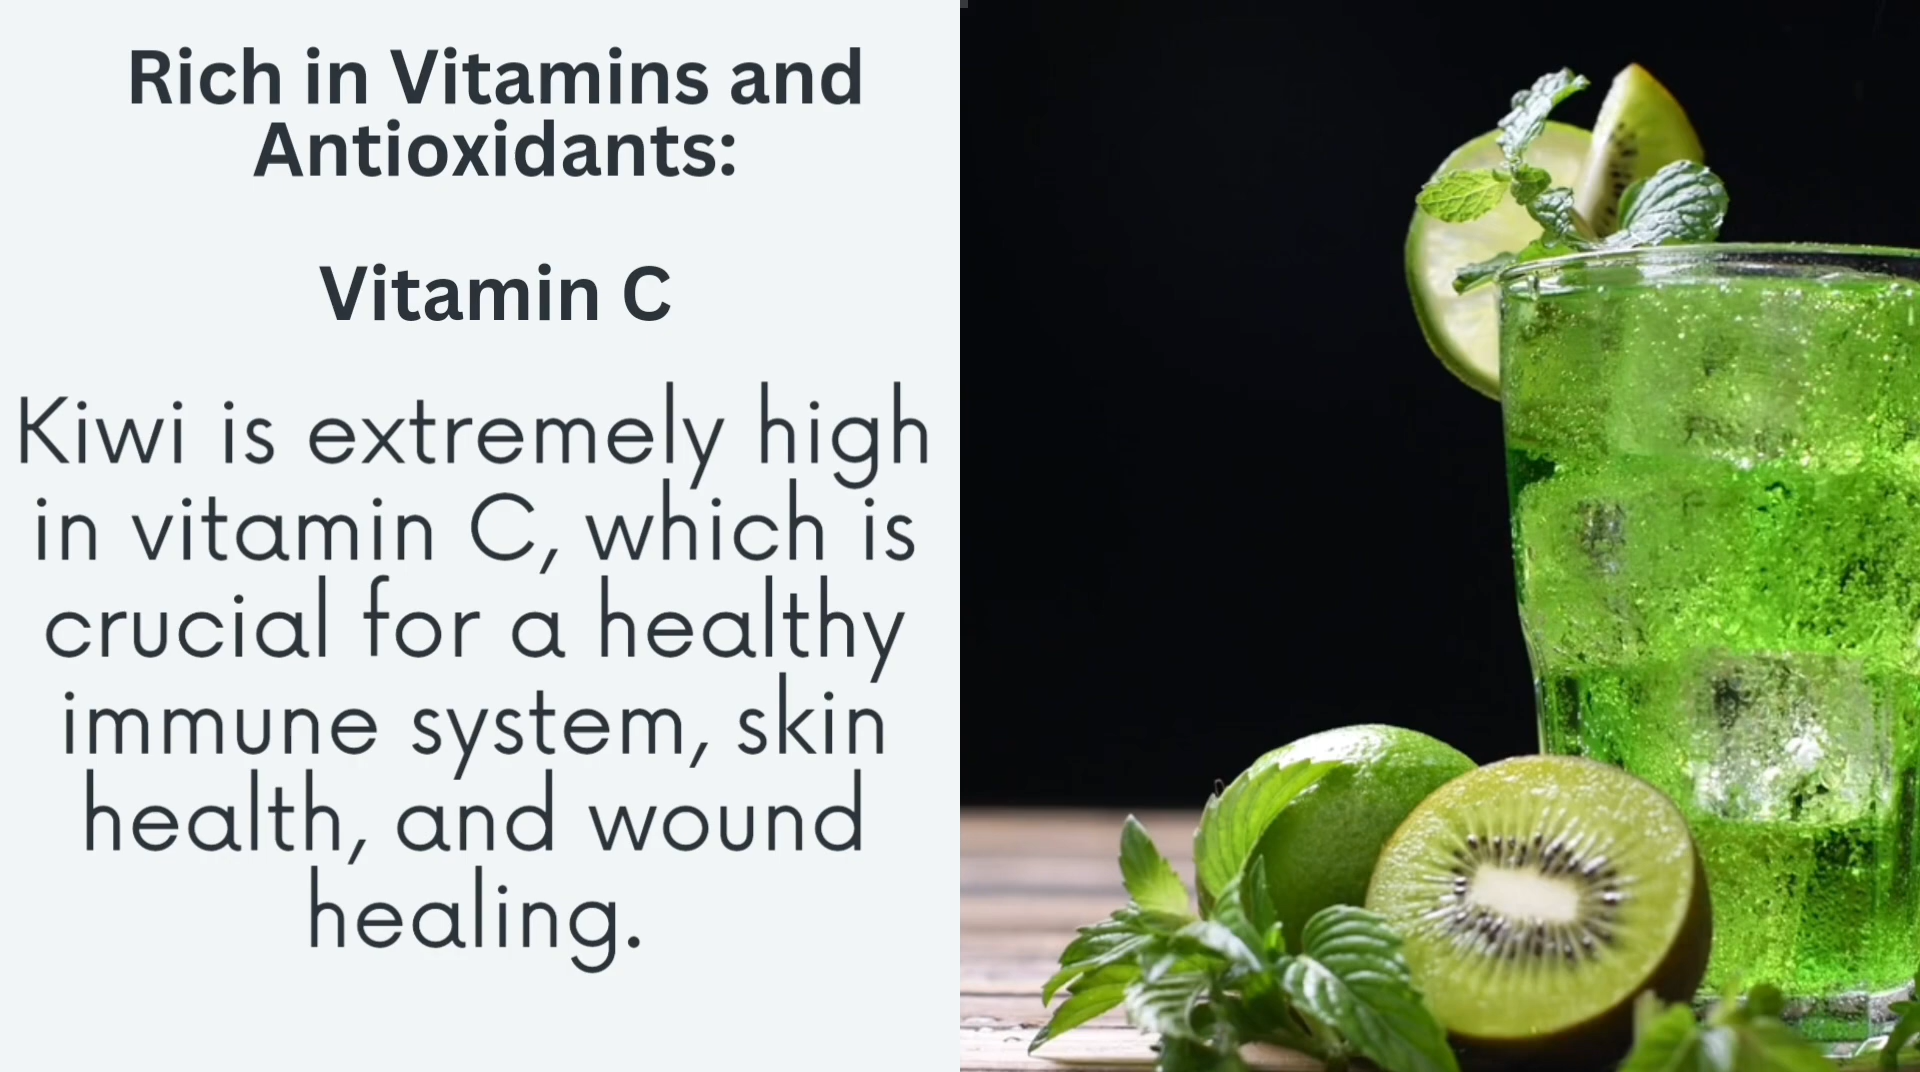 Rich in Vitamins and
Antioxidants:
Vitamin C
Kiwi is extremely high
in vitamin C, which is
crucial for a healthy
immune system, skin
health, and wound
healing.